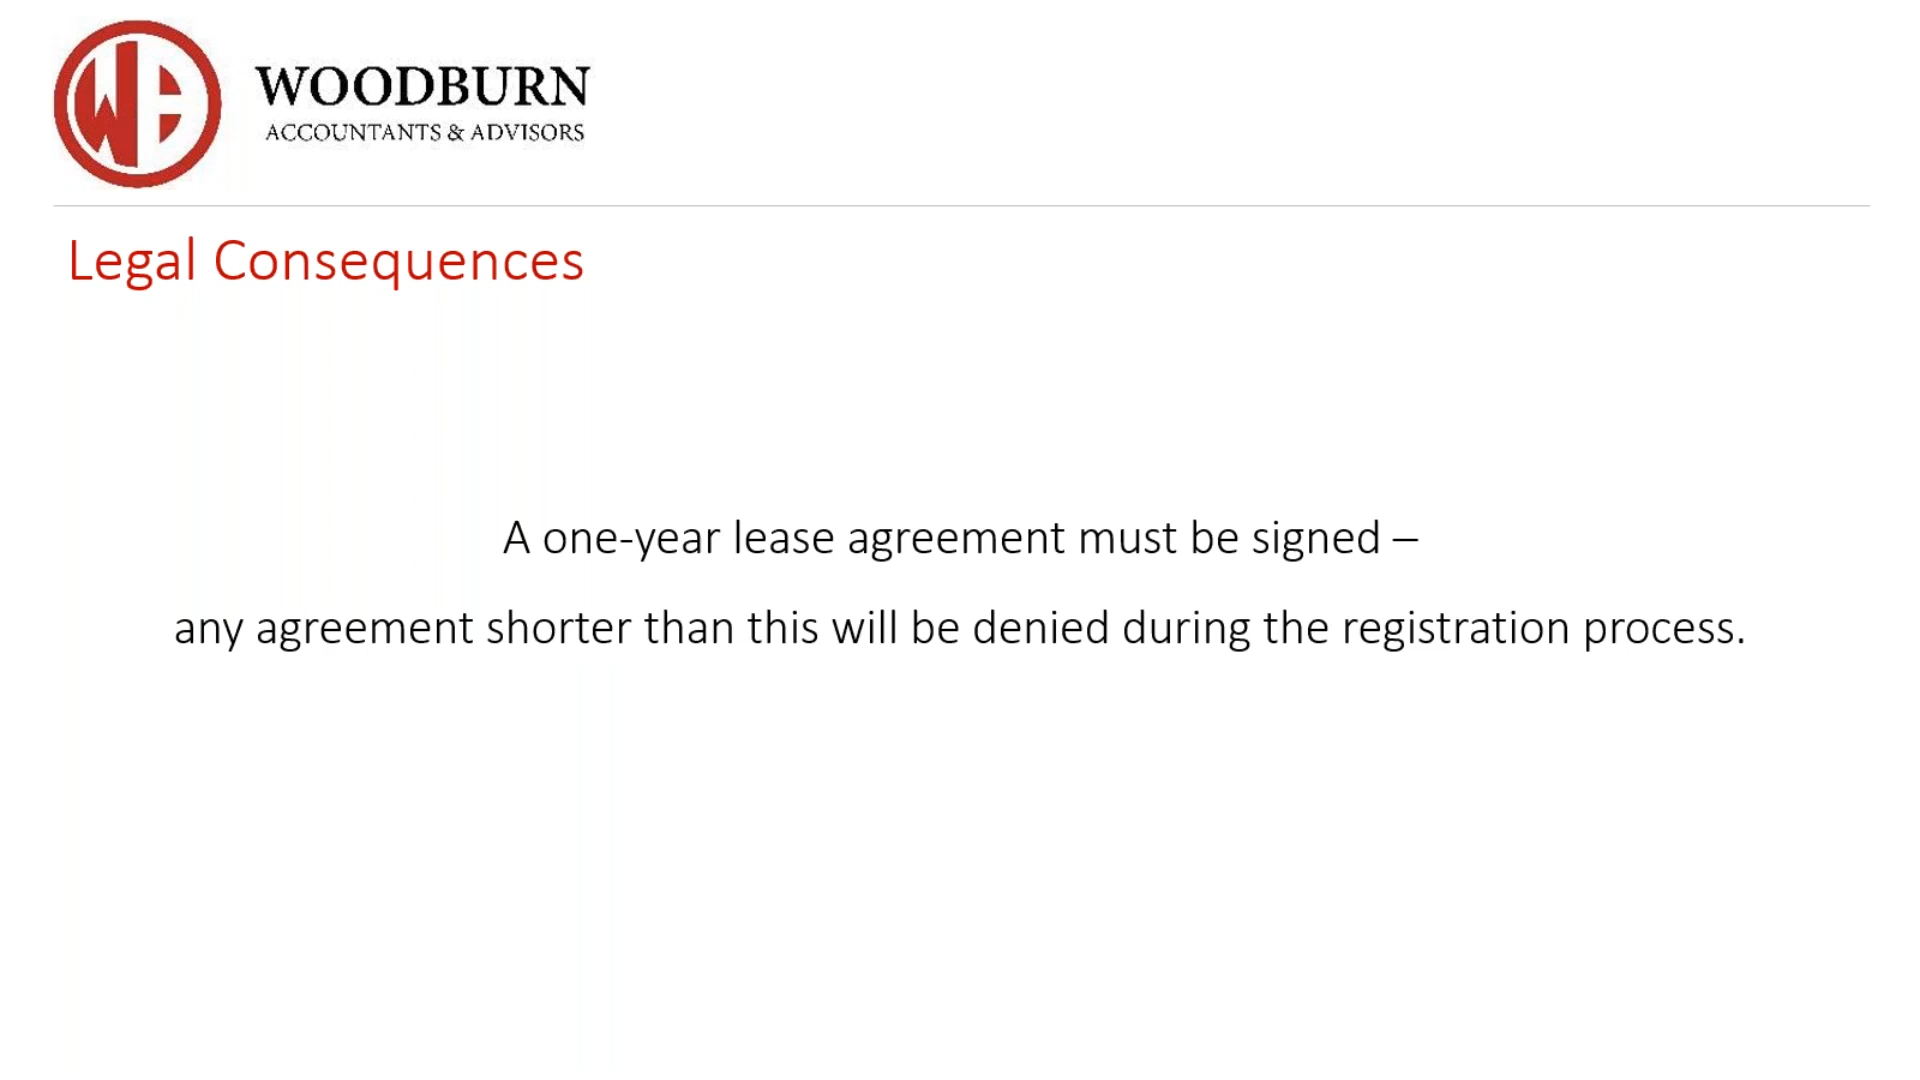 WOODBURN
ACCOUNTANTS & ADVISORS
Legal Consequences
A one-year lease agreement must be signed –
any agreement shorter than this will be denied during the registration process.